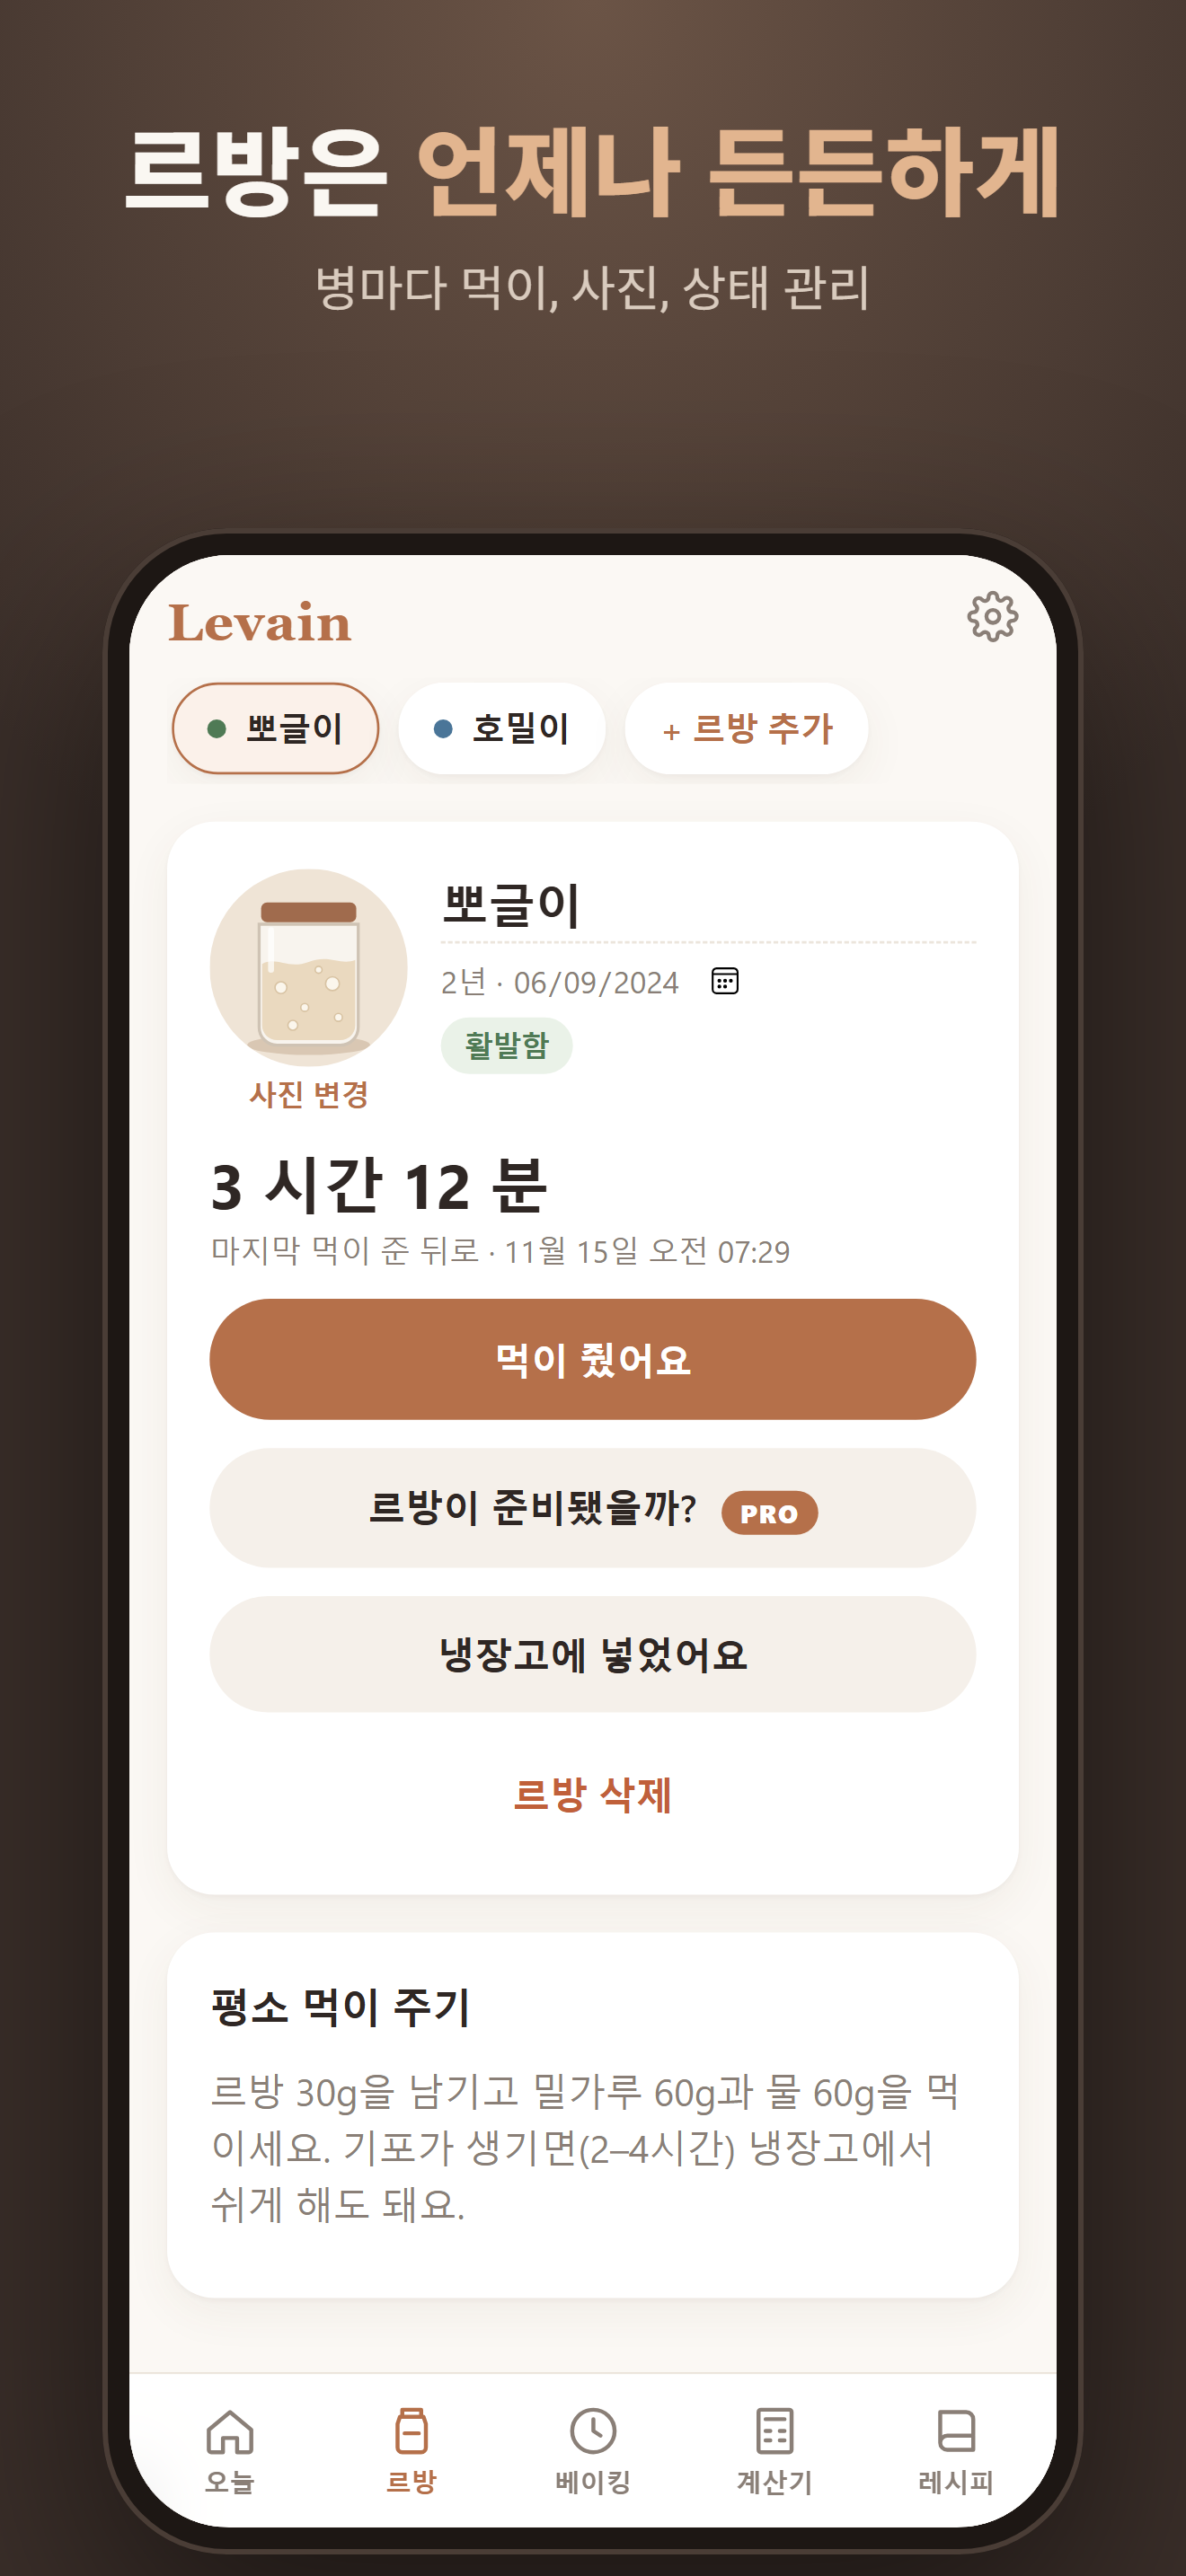 르방은 언제나 든든하게
병마다 먹이, 사진, 상태 관리
Levain
뽀글이
호밀이
+ 르방 추가
뽀글이
2년 · 06/09/2024
활발함
사진 변경
3 시간 12 분
마지막 먹이 준 뒤로 · 11월 15일 오전 07:29
먹이 줬어요
르방이 준비됐을까? PRO
냉장고에 넣었어요
르방 삭제
평소 먹이 주기
르방 30g을 남기고 밀가루 60g과 물 60g을 먹
이세요. 기포가 생기면(2–4시간) 냉장고에서
쉬게 해도 돼요.
오늘
르방
베이킹
계산기
레시피